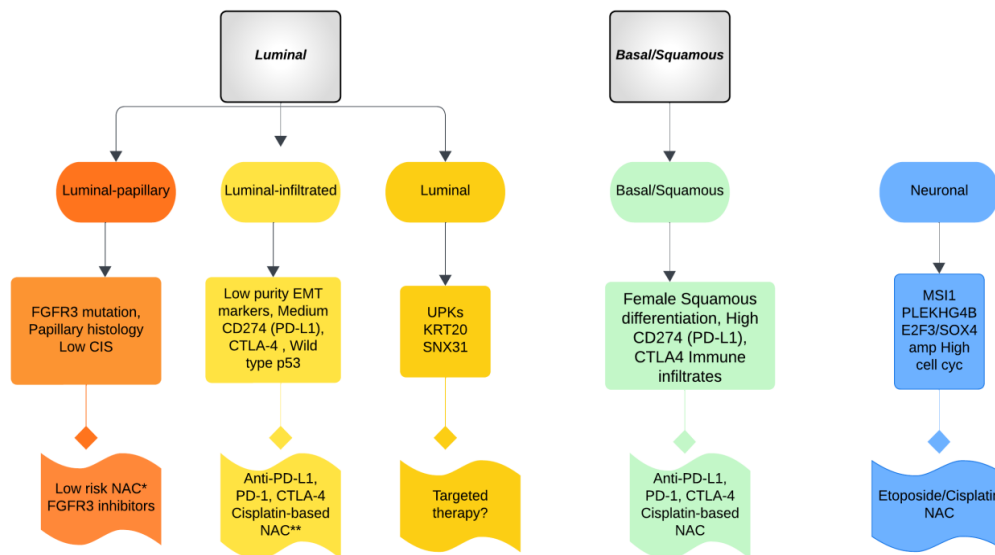 Luminal
Basal/Squamous
Luminal-papillary
Luminal-infiltrated
Luminal
Basal/Squamous
Neuronal
FGFR3 mutation,
Papillary histology
Low CIS
Low purity EMT
markers, Medium
CD274 (PD-L1),
CTLA-4 , Wild
type p53
UPKs
KRT20
SNX31
Female Squamous
differentiation, High
CD274 (PD-L1),
CTLA4 Immune
infiltrates
MSI1
PLEKHG4B
E2F3/SOX4
amp High
cell cyc
Low risk NAC*
FGFR3 inhibitors
Anti-PD-L1,
PD-1, CTLA-4
Cisplatin-based
NAC**
Targeted
therapy?
Anti-PD-L1,
PD-1, CTLA-4
Cisplatin-based
NAC
Etoposide/Cisplatin
NAC